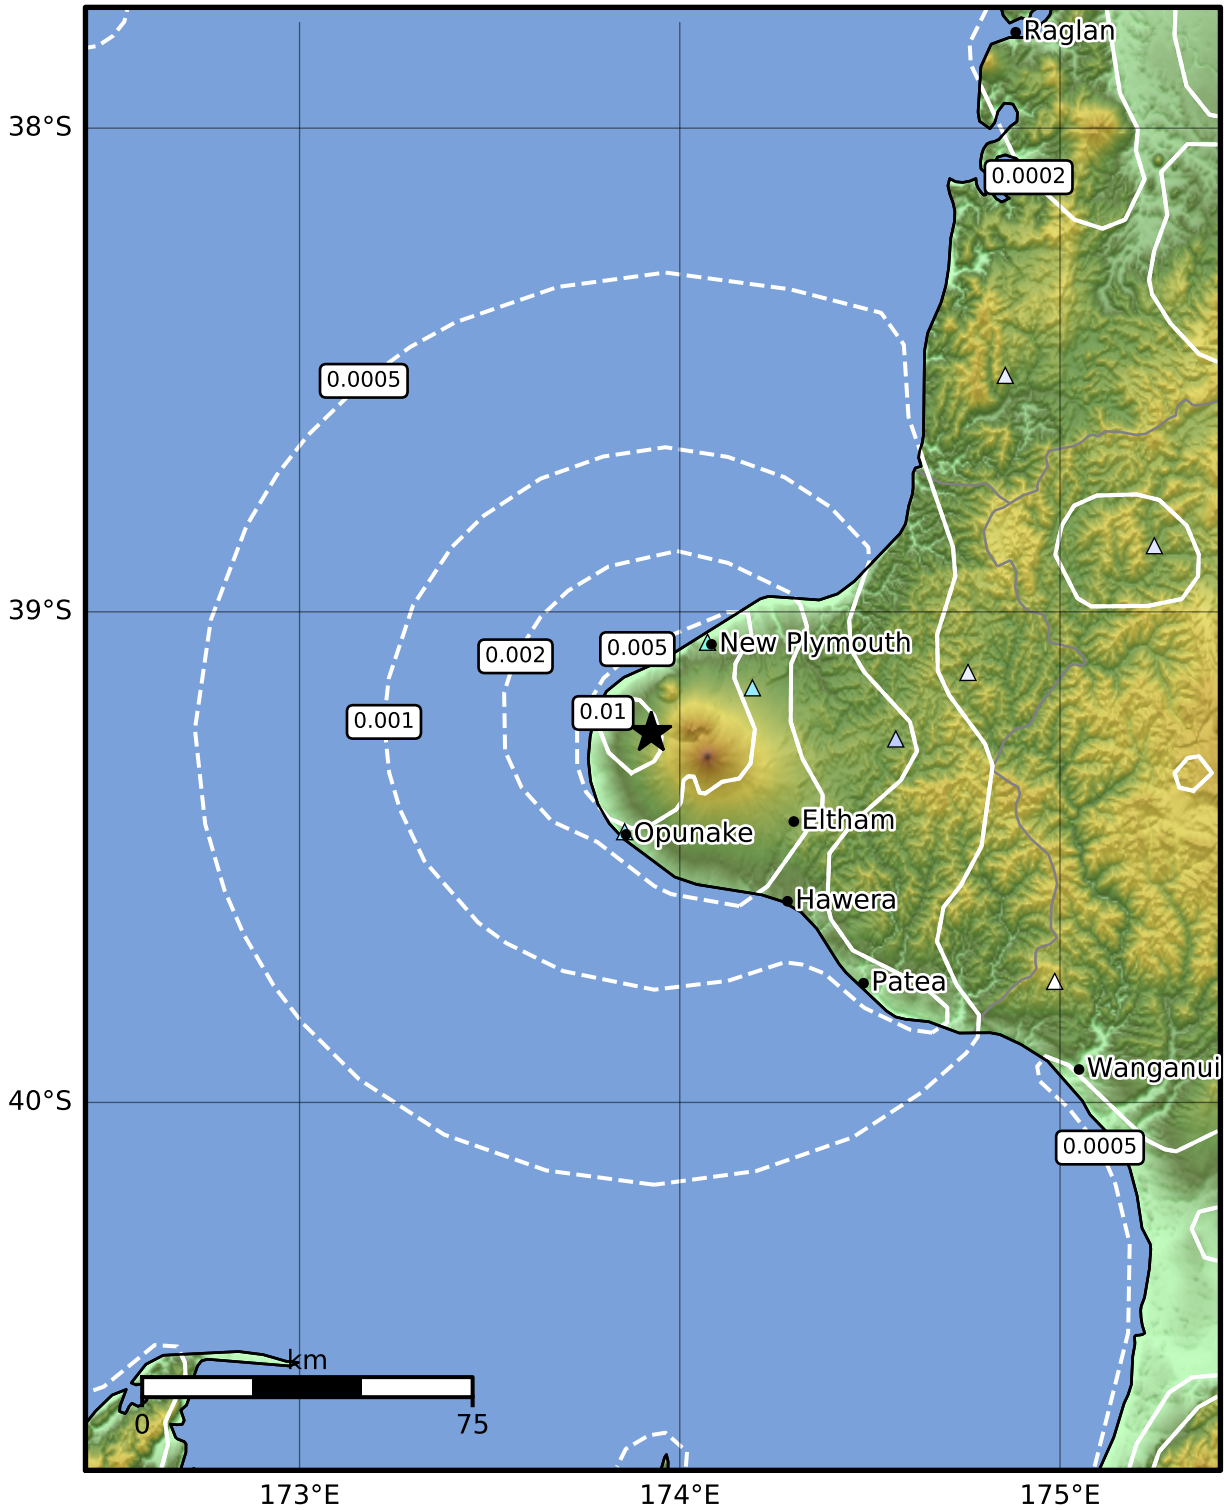 Raglan
38°S
0.0002
0.0005
39°S
New Plymouth
0.005
0.002
0.01
0.001
Eltham
Opunake
Hawera
Patea
Wanganui
40°S
0.0005
km
0
75
173°E
174°E
175°E